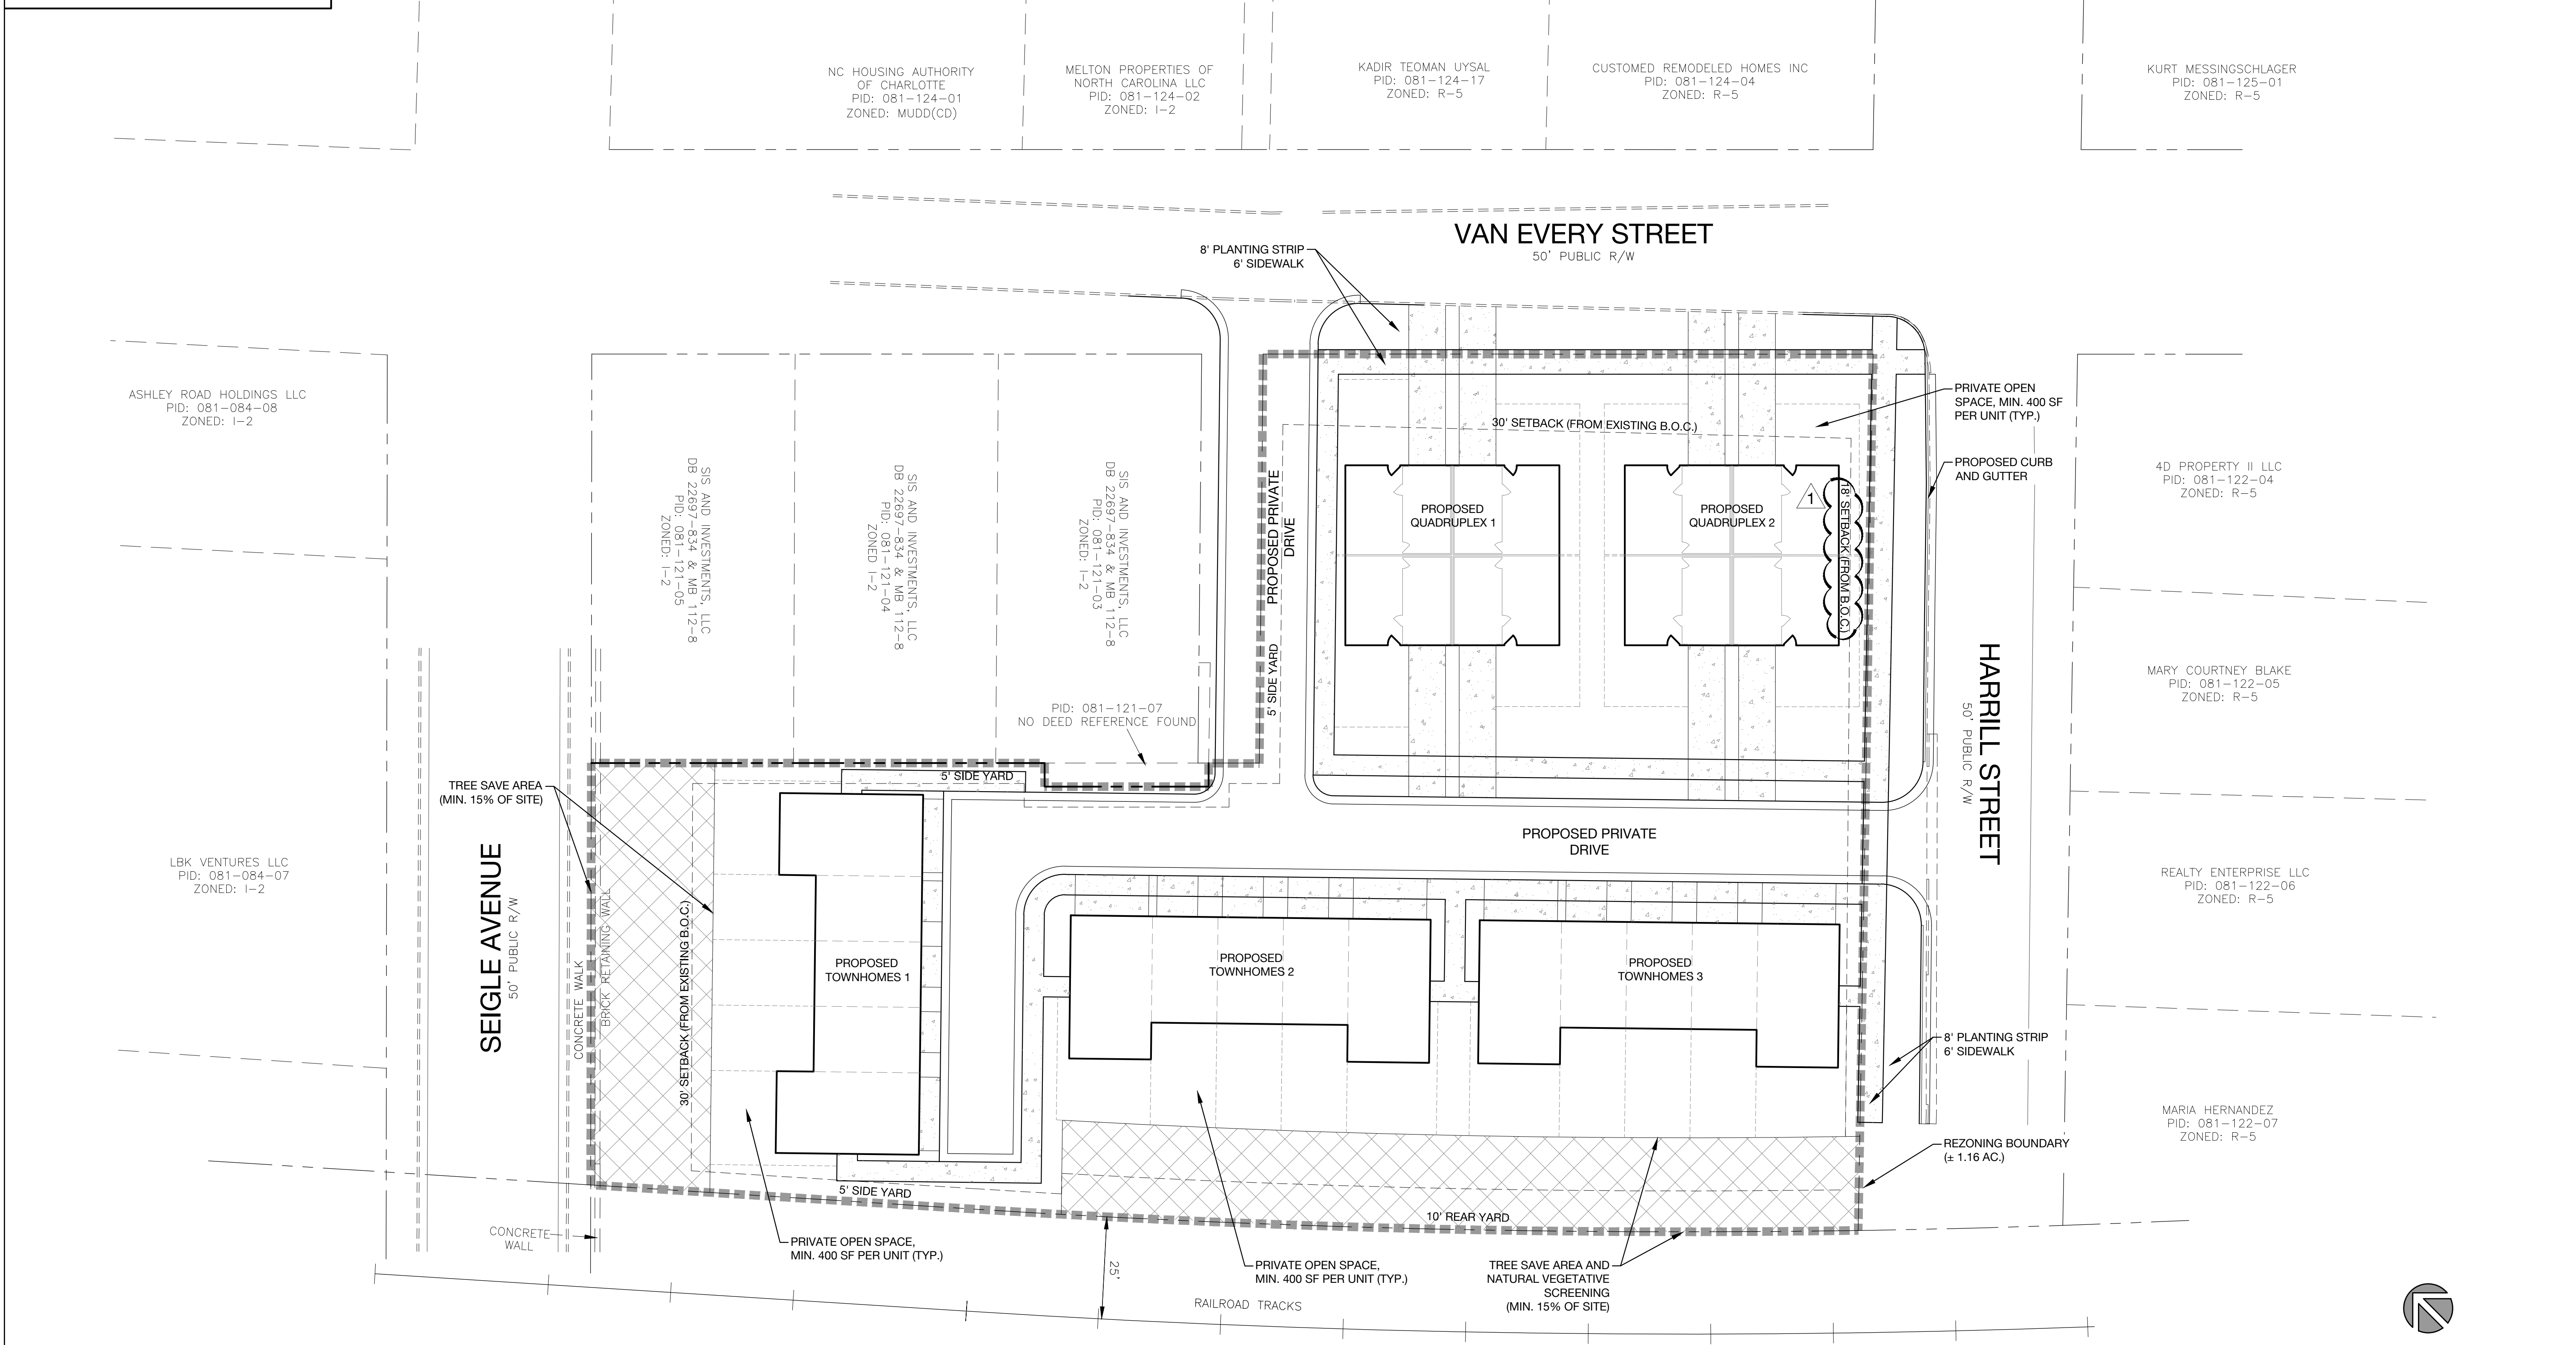 NC HOUSING AUTHORITY
OF CHARLOTTE
PID: 081-124-01
ZONED: MUDD(CD)
MELTON PROPERTIES OF
NORTH CAROLINA LLC
PID: 081-124-02
ZONED: I-2
KADIR TEOMAN UYSAL
PID: 081-124-17
ZONED: R-5
CUSTOMED REMODELED HOMES INC
PID: 081-124-04
ZONED: R-5
KURT MESSINGSCHLAGER
PID: 081-125-01
ZONED: R-5
VAN EVERY STREET
50' PUBLIC R/W
8' PLANTING STRIP
6' SIDEWALK
ASHLEY ROAD HOLDINGS LLC
PID: 081-084-08
ZONED: I-2
SIS AND INVESTMENTS, LLC
DB 22697-834 & MB 112-8
PID: 081-121-05
ZONED: I-2
SIS AND INVESTMENTS, LLC
DB 22697-834 & MB 112-8
PID: 081-121-04
ZONED I-2
SIS AND INVESTMENTS, LLC
DB 22697-834 & MB 112-8
PID: 081-121-03
ZONED: I-2
PROPOSED PRIVATE
DRIVE
5' SIDE YARD
30' SETBACK (FROM EXISTING B.O.C.)
PROPOSED
QUADRUPLEX 1
PROPOSED
QUADRUPLEX 2
1
18' SETBACK (FROM B.O.C.)
PRIVATE OPEN
SPACE, MIN. 400 SF
PER UNIT (TYP.)
PROPOSED CURB
AND GUTTER
4D PROPERTY II LLC
PID: 081-122-04
ZONED: R-5
MARY COURTNEY BLAKE
PID: 081-122-05
ZONED: R-5
HARRILL STREET
50' PUBLIC R/W
PID: 081-121-07
NO DEED REFERENCE FOUND
TREE SAVE AREA
(MIN. 15% OF SITE)
5' SIDE YARD
LBK VENTURES LLC
PID: 081-084-07
ZONED: I-2
SEIGLE AVENUE
50' PUBLIC R/W
CONCRETE WALK
BRICK RETAINING WALL
30' SETBACK (FROM EXISTING B.O.C.)
PROPOSED PRIVATE
DRIVE
REALTY ENTERPRISE LLC
PID: 081-122-06
ZONED: R-5
PROPOSED
TOWNHOMES 1
PROPOSED
TOWNHOMES 2
PROPOSED
TOWNHOMES 3
8' PLANTING STRIP
6' SIDEWALK
MARIA HERNANDEZ
PID: 081-122-07
ZONED: R-5
REZONING BOUNDARY
(± 1.16 AC.)
5' SIDE YARD
10' REAR YARD
CONCRETE
WALL
PRIVATE OPEN SPACE,
MIN. 400 SF PER UNIT (TYP.)
25'
PRIVATE OPEN SPACE,
MIN. 400 SF PER UNIT (TYP.)
TREE SAVE AREA AND
NATURAL VEGETATIVE
SCREENING
(MIN. 15% OF SITE)
RAILROAD TRACKS